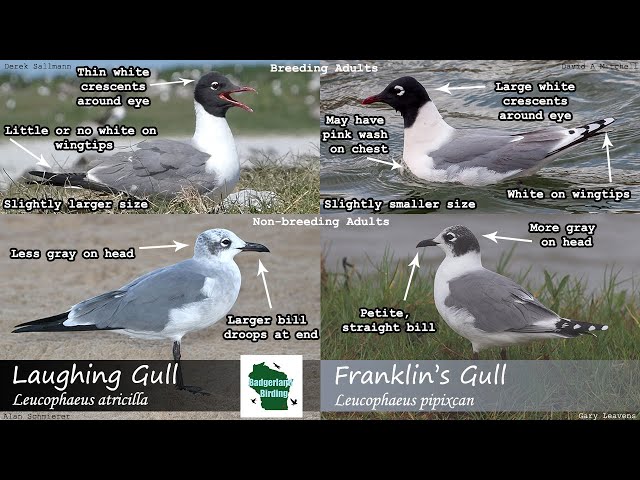 Derek Sallmann
Breeding Adults
David A Mitchell
Thin white
crescents
around eye
Little or no white on
wingtips
Slightly larger size
Large white
crescents
around eye
May have
pink wash
on chest
White on wingtips
Slightly smaller size
Non-breeding Adults
Less gray on head
Larger bill
droops at end
More gray
on head
Petite,
straight bill
Laughing Gull
Leucophaeus atricilla
Badgerland
Birding
Franklin's Gull
Leucophaeus pipixcan
Alan Schmierer
Gary Leavens